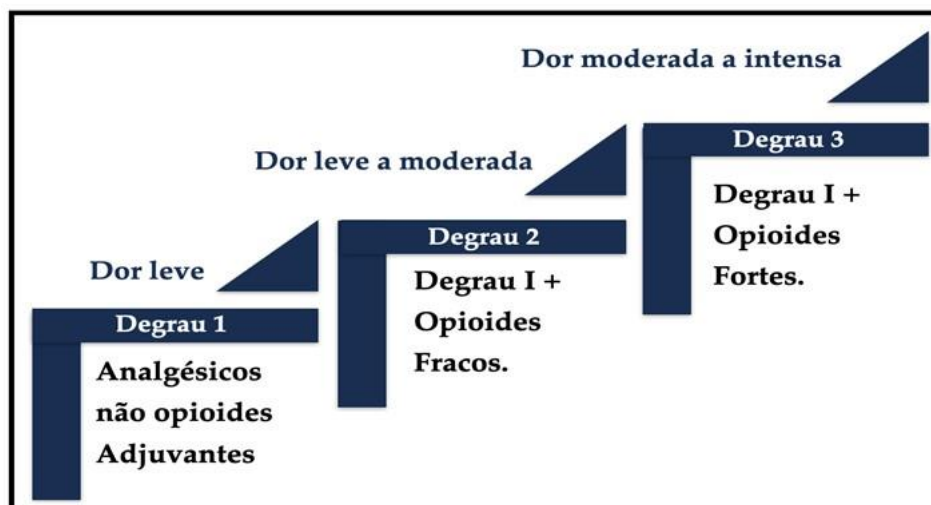 Dor moderada a intensa
Degrau 3
Degrau I +
Opioides
Fortes.
Dor leve a moderada
Degrau 2
Degrau I +
Opioides
Fracos.
Dor leve
Degrau 1
Analgésicos
não opioides
Adjuvantes